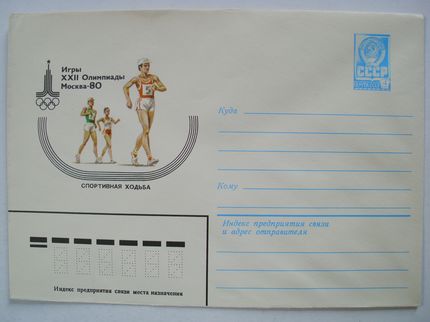 Игры
XXII Олимпиады
Москва-80
СССР
Куда
СПОРТИВНАЯ ХОДЬБА
Кому
Индекс предприятия связи
и адрес отправителя
Индекс предприятия связи места назначения